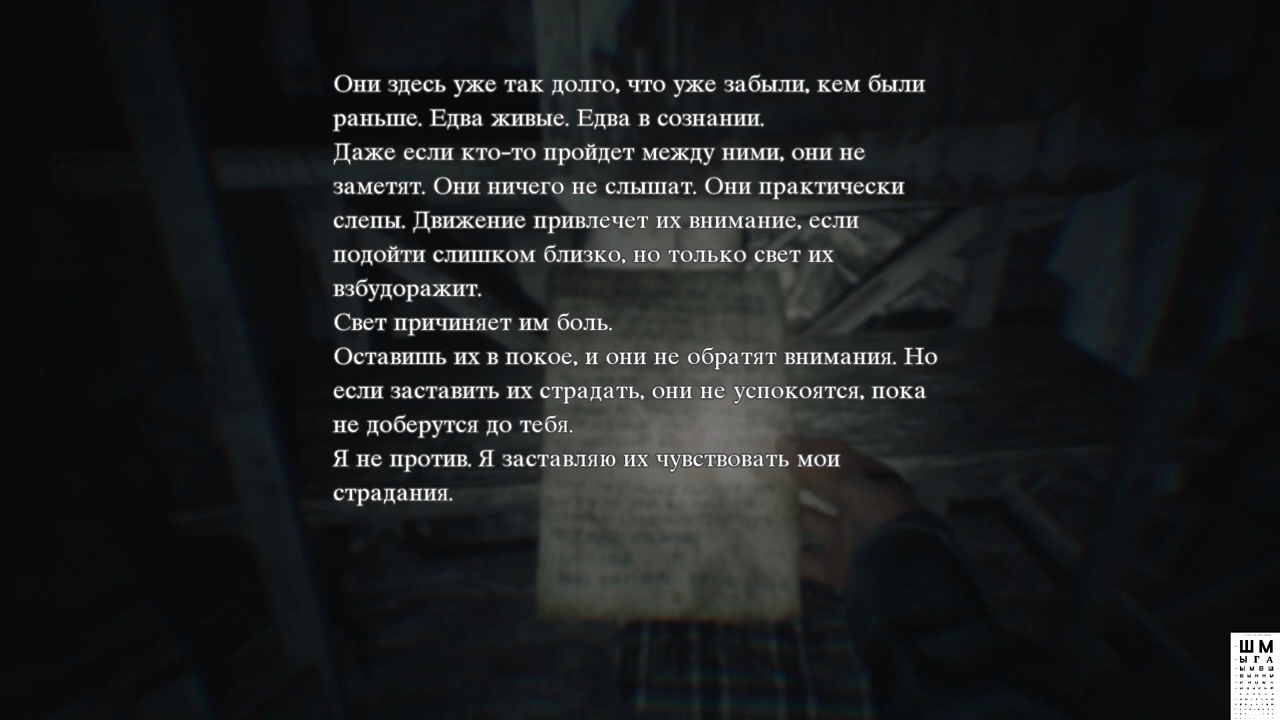 Они здесь уже так долго, что уже забыли, кем были
раньше. Едва живые. Едва в сознании.
Даже если кто-то пройдет между ними, они не
заметят. Они ничего не слышат. Они практически
слепы. Движение привлечет их внимание, если
подойти слишком близко, но только свет их
взбудоражит.
Свет причиняет им боль.
Оставишь их в покое, и они не обратят внимания. Но
если заставить их страдать, они не успокоятся, пока
не доберутся до тебя.
Я не против. Я заставляю их чувствовать мои
страдания.
Ш М
Ы Г А
Ы М Б Ш
Б Ы Н К И